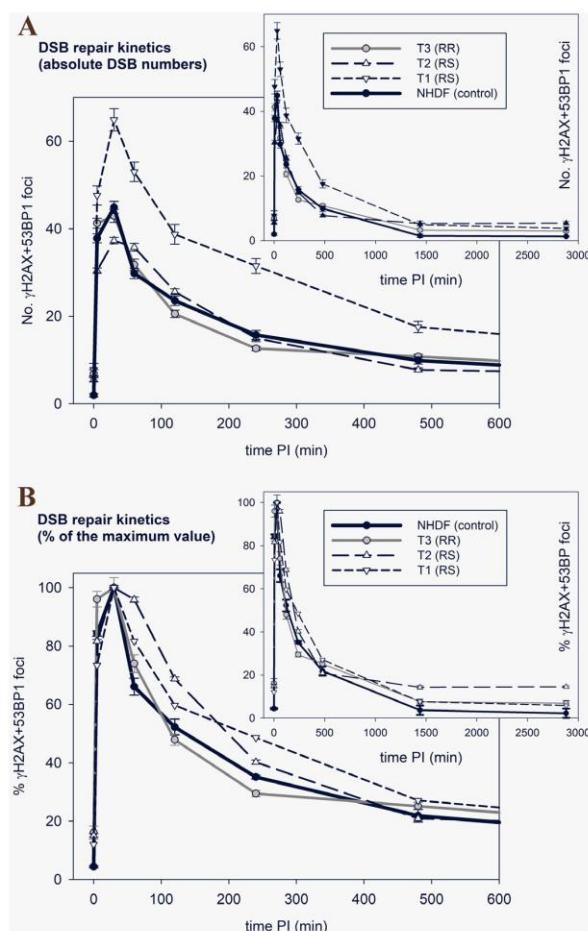 A
DSB repair kinetics
(absolute DSB numbers)
T3 (RR)
T2 (RS)
T1 (RS)
NHDF (control)
No. γH2AX+53BP1 foci
60
40
20
0
0 100 200 300 400 500 600
time PI (min)
60
40
20
0
0 500 1000 1500 2000 2500 3000
time PI (min)
No. γH2AX+53BP1 foci
B
DSB repair kinetics
(% of the maximum value)
NHDF (control)
T3 (RR)
T2 (RS)
T1 (RS)
% γH2AX+53BP1 foci
100
80
60
40
20
0
0 100 200 300 400 500 600
time PI (min)
100
80
60
40
20
0
0 500 1000 1500 2000 2500 3000
time PI (min)
% γH2AX+53BP foci